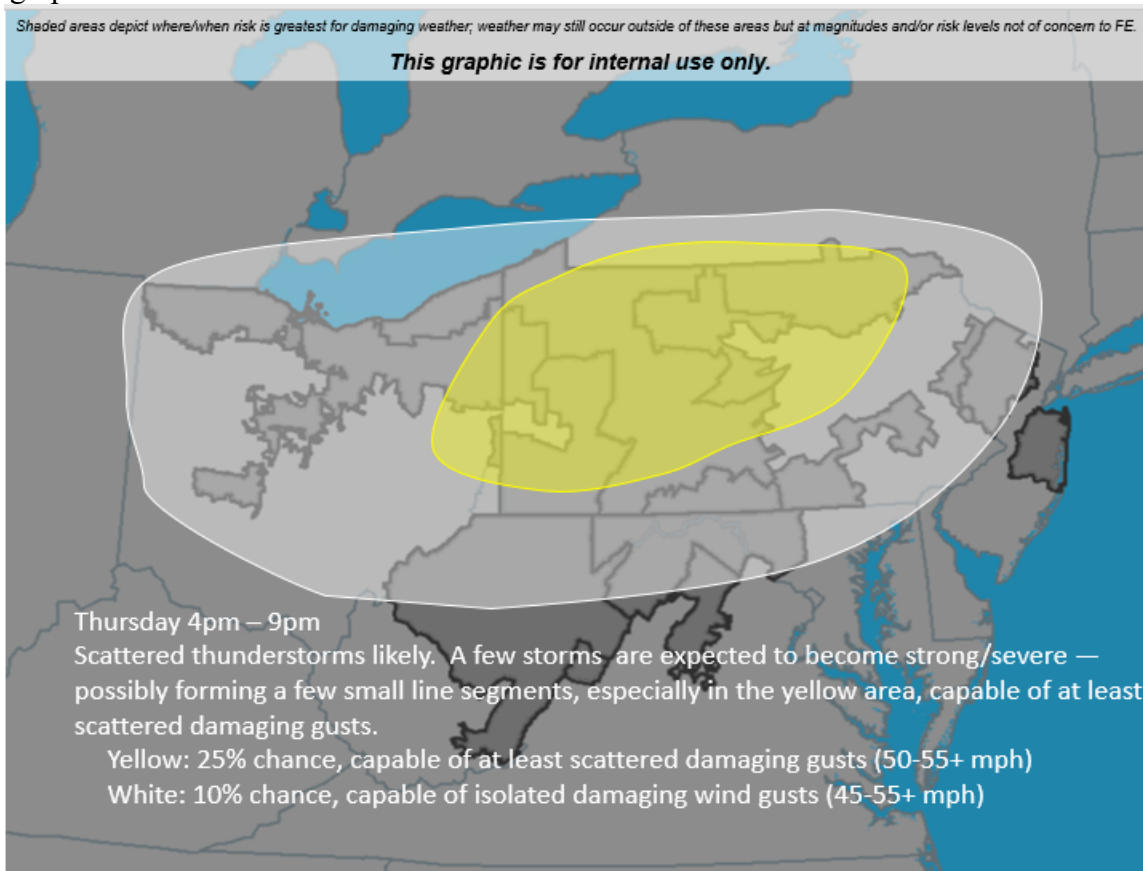 Shaded areas depict where/when risk is greatest for damaging weather; weather may still occur outside of these areas but at magnitudes and/or risk levels not of concern to FE.
This graphic is for internal use only.
Thursday 4pm – 9pm
Scattered thunderstorms likely.  A few storms  are expected to become strong/severe —
possibly forming a few small line segments, especially in the yellow area, capable of at least
scattered damaging gusts.
Yellow: 25% chance, capable of at least scattered damaging gusts (50-55+ mph)
White: 10% chance, capable of isolated damaging wind gusts (45-55+ mph)